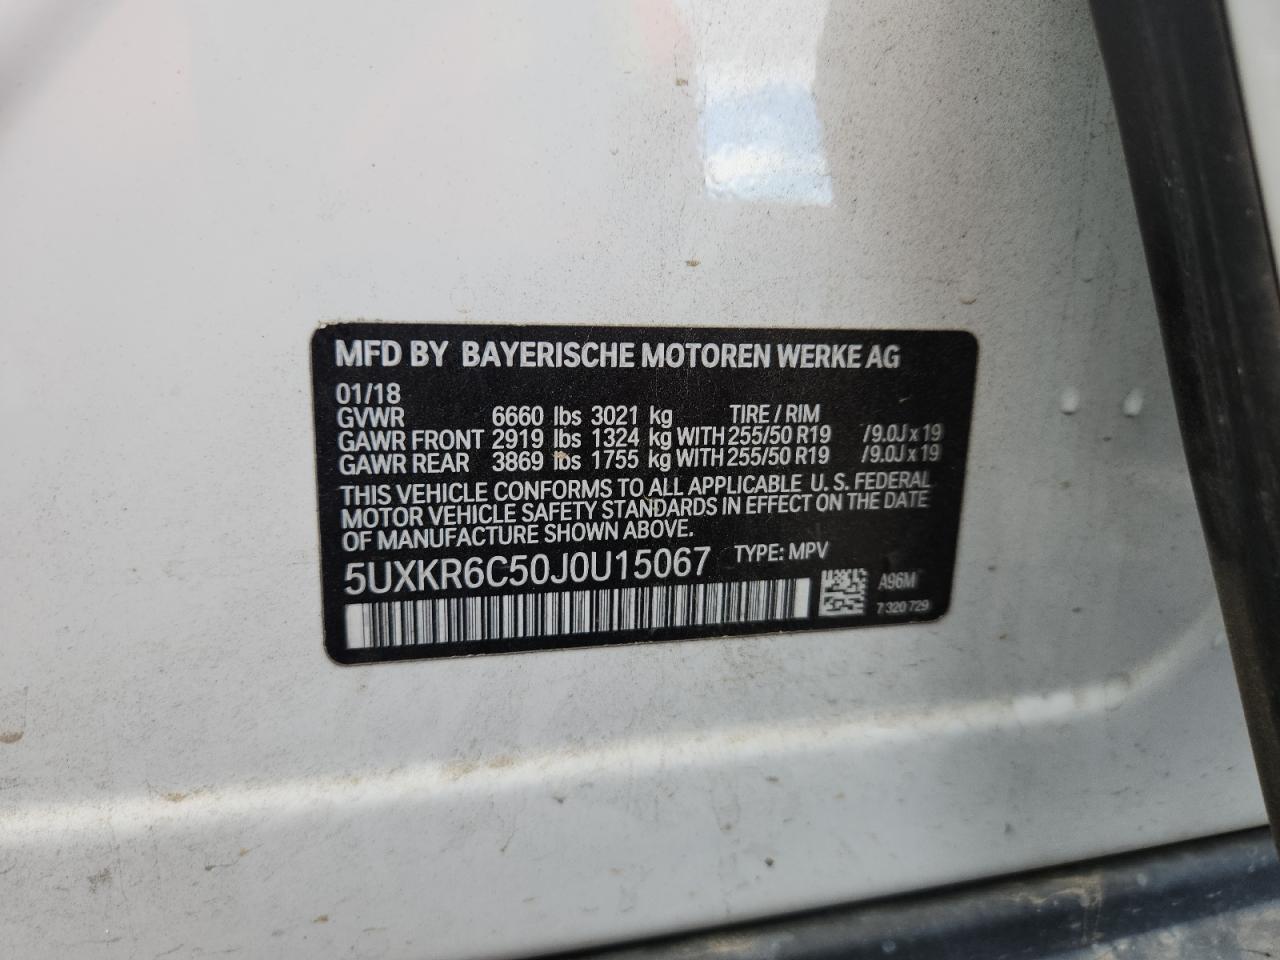 MFD BY BAYERISCHE MOTOREN WERKE AG
01/18
GVWR 6660 lbs 3021 kg TIRE / RIM
GAWR FRONT 2919 lbs 1324 kg WITH 255/50 R19 /9.0J x 19
GAWR REAR 3869 lbs 1755 kg WITH 255/50 R19 /9.0J x 19
THIS VEHICLE CONFORMS TO ALL APPLICABLE U. S. FEDERAL
MOTOR VEHICLE SAFETY STANDARDS IN EFFECT ON THE DATE
OF MANUFACTURE SHOWN ABOVE.
5UXKR6C50J0U15067 TYPE: MPV
A96M
7 320 729